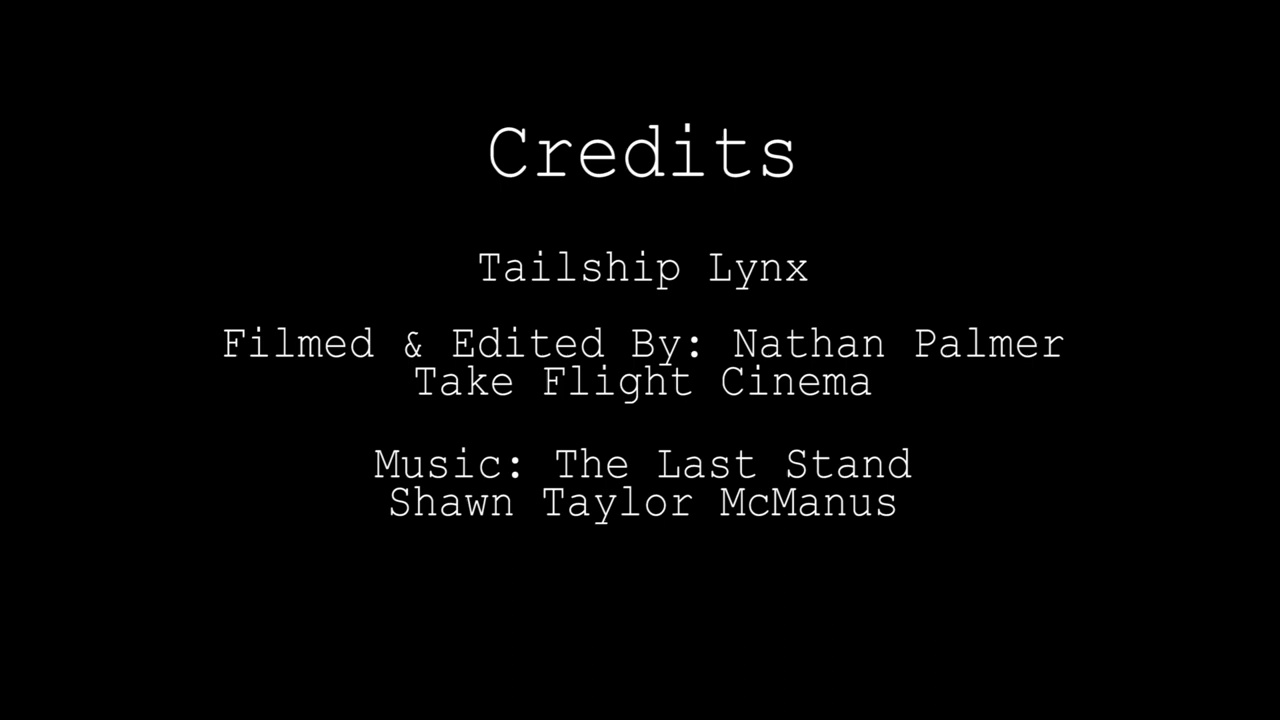 Credits
Tailship Lynx
Filmed & Edited By: Nathan Palmer
Take Flight Cinema
Music: The Last Stand
Shawn Taylor McManus